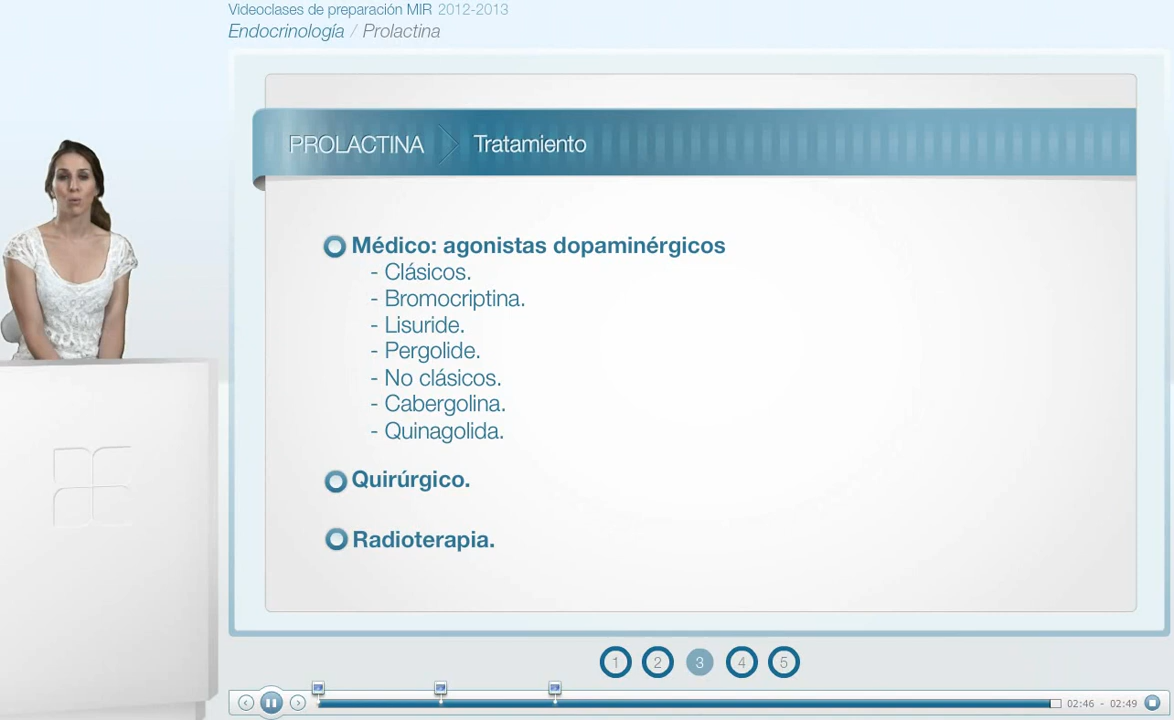 Videoclases de preparación MIR 2012-2013
Endocrinología / Prolactina
PROLACTINA Tratamiento
Médico: agonistas dopaminérgicos
- Clásicos.
- Bromocriptina.
- Lisuride.
- Pergolide.
- No clásicos.
- Cabergolina.
- Quinagolida.
Quirúrgico.
Radioterapia.
1 2 3 4 5
02:46 - 02:49